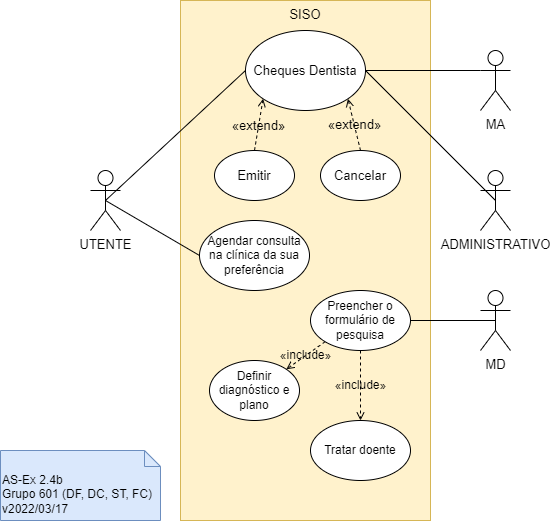 SISO
Cheques Dentista
MA
«extend»
«extend»
Emitir
Cancelar
UTENTE
ADMINISTRATIVO
Agendar consulta
na clínica da sua
preferência
Preencher o
formulário de
pesquisa
MD
«include»
Definir
diagnóstico e
plano
«include»
Tratar doente
AS-Ex 2.4b
Grupo 601 (DF, DC, ST, FC)
v2022/03/17